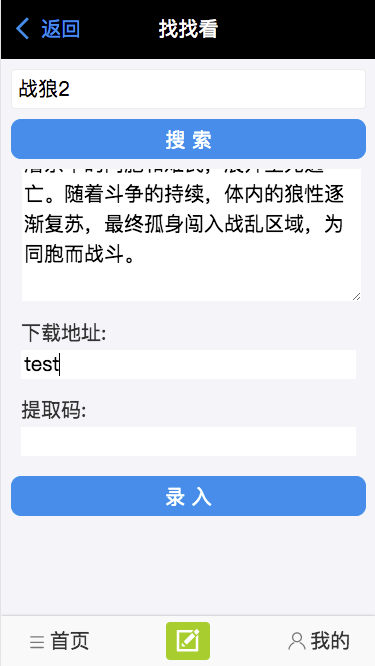 返回 找找看
战狼2
搜 索
亡。随着斗争的持续，体内的狼性逐
渐复苏，最终孤身闯入战乱区域，为
同胞而战斗。
下载地址:
test
提取码:
录 入
首页 我的